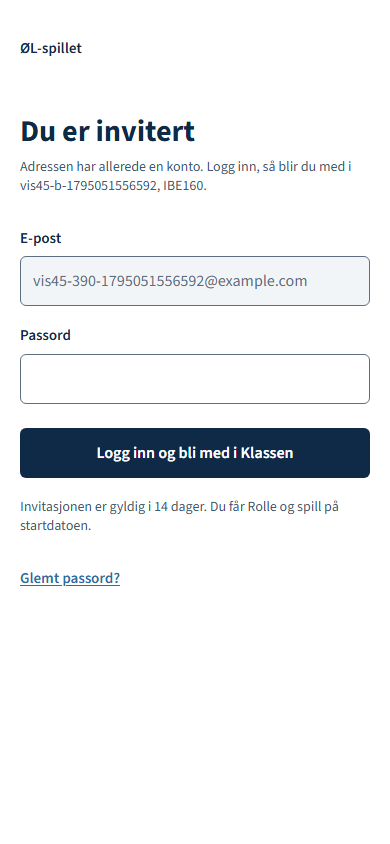 ØL-spillet
Du er invitert
Adressen har allerede en konto. Logg inn, så blir du med i
vis45-b-1795051556592, IBE160.
E-post
vis45-390-1795051556592@example.com
Passord
Logg inn og bli med i Klassen
Invitasjonen er gyldig i 14 dager. Du får Rolle og spill på
startdatoen.
Glemt passord?